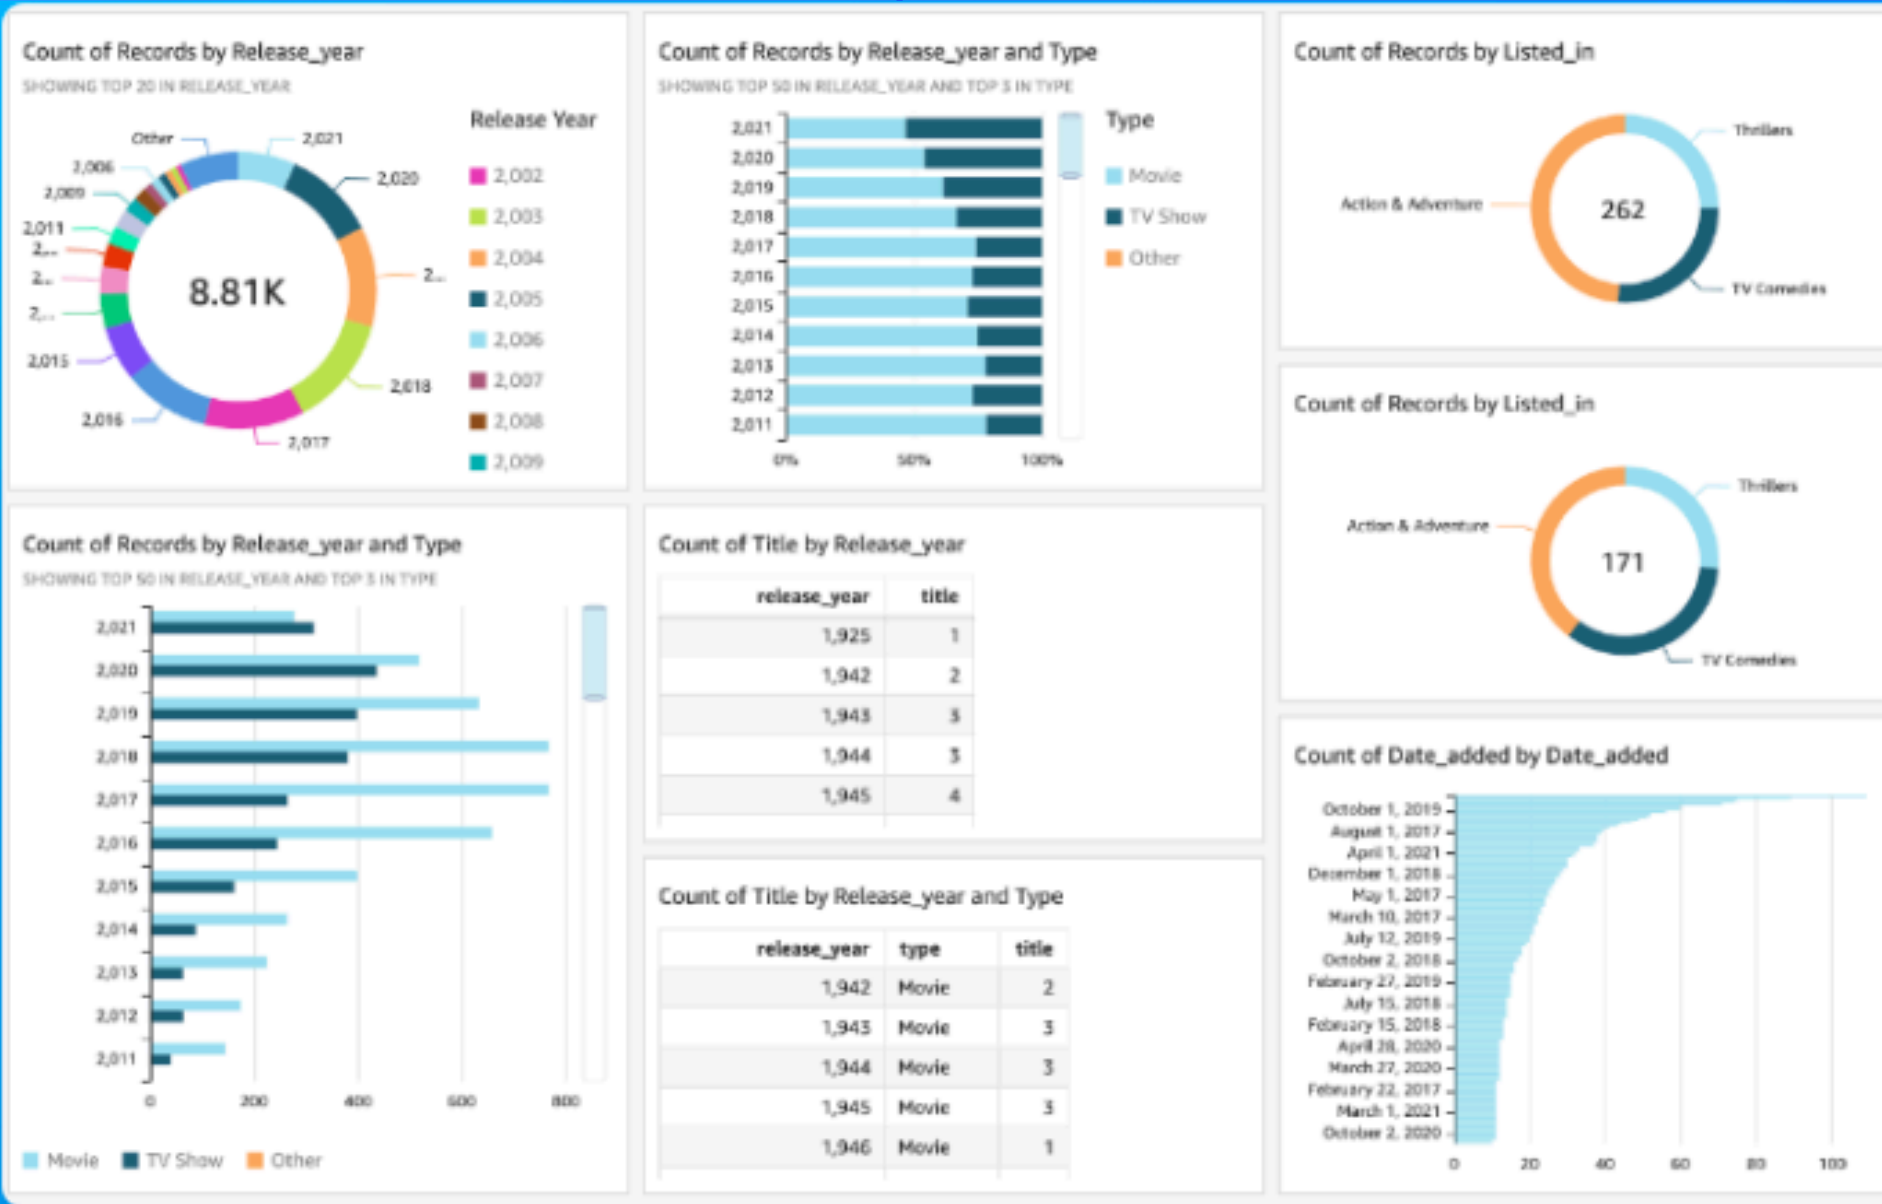 Count of Records by Release_year
SHOWING TOP 20 IN RELEASE_YEAR
Release Year
Other
2,021
2,006
2,020
2,009
2,011
2,...
2...
2...
2,...
8.81K
2,015
2,018
2,016
2,017
2,002
2,003
2,004
2,005
2,006
2,007
2,008
2,009
Count of Records by Release_year and Type
SHOWING TOP 50 IN RELEASE_YEAR AND TOP 3 IN TYPE
2,021
2,020
2,019
2,018
2,017
2,016
2,015
2,014
2,013
2,012
2,011
0% 50% 100%
Type
Movie
TV Show
Other
Count of Records by Listed_in
Thrillers
Action & Adventure
262
TV Comedies
Count of Records by Listed_in
Thrillers
Action & Adventure
171
TV Comedies
Count of Records by Release_year and Type
SHOWING TOP 50 IN RELEASE_YEAR AND TOP 3 IN TYPE
2,021
2,020
2,019
2,018
2,017
2,016
2,015
2,014
2,013
2,012
2,011
0 200 400 600 800
Movie TV Show Other
Count of Title by Release_year
release_year title
1,925 1
1,942 2
1,943 3
1,944 3
1,945 4
Count of Title by Release_year and Type
release_year type title
1,942 Movie 2
1,943 Movie 3
1,944 Movie 3
1,945 Movie 3
1,946 Movie 1
Count of Date_added by Date_added
October 1, 2019
August 1, 2017
April 1, 2021
December 1, 2018
May 1, 2017
March 10, 2017
July 12, 2019
October 2, 2018
February 27, 2019
July 15, 2018
February 15, 2018
April 28, 2020
March 27, 2020
February 22, 2017
March 1, 2021
October 2, 2020
0 20 40 60 80 100